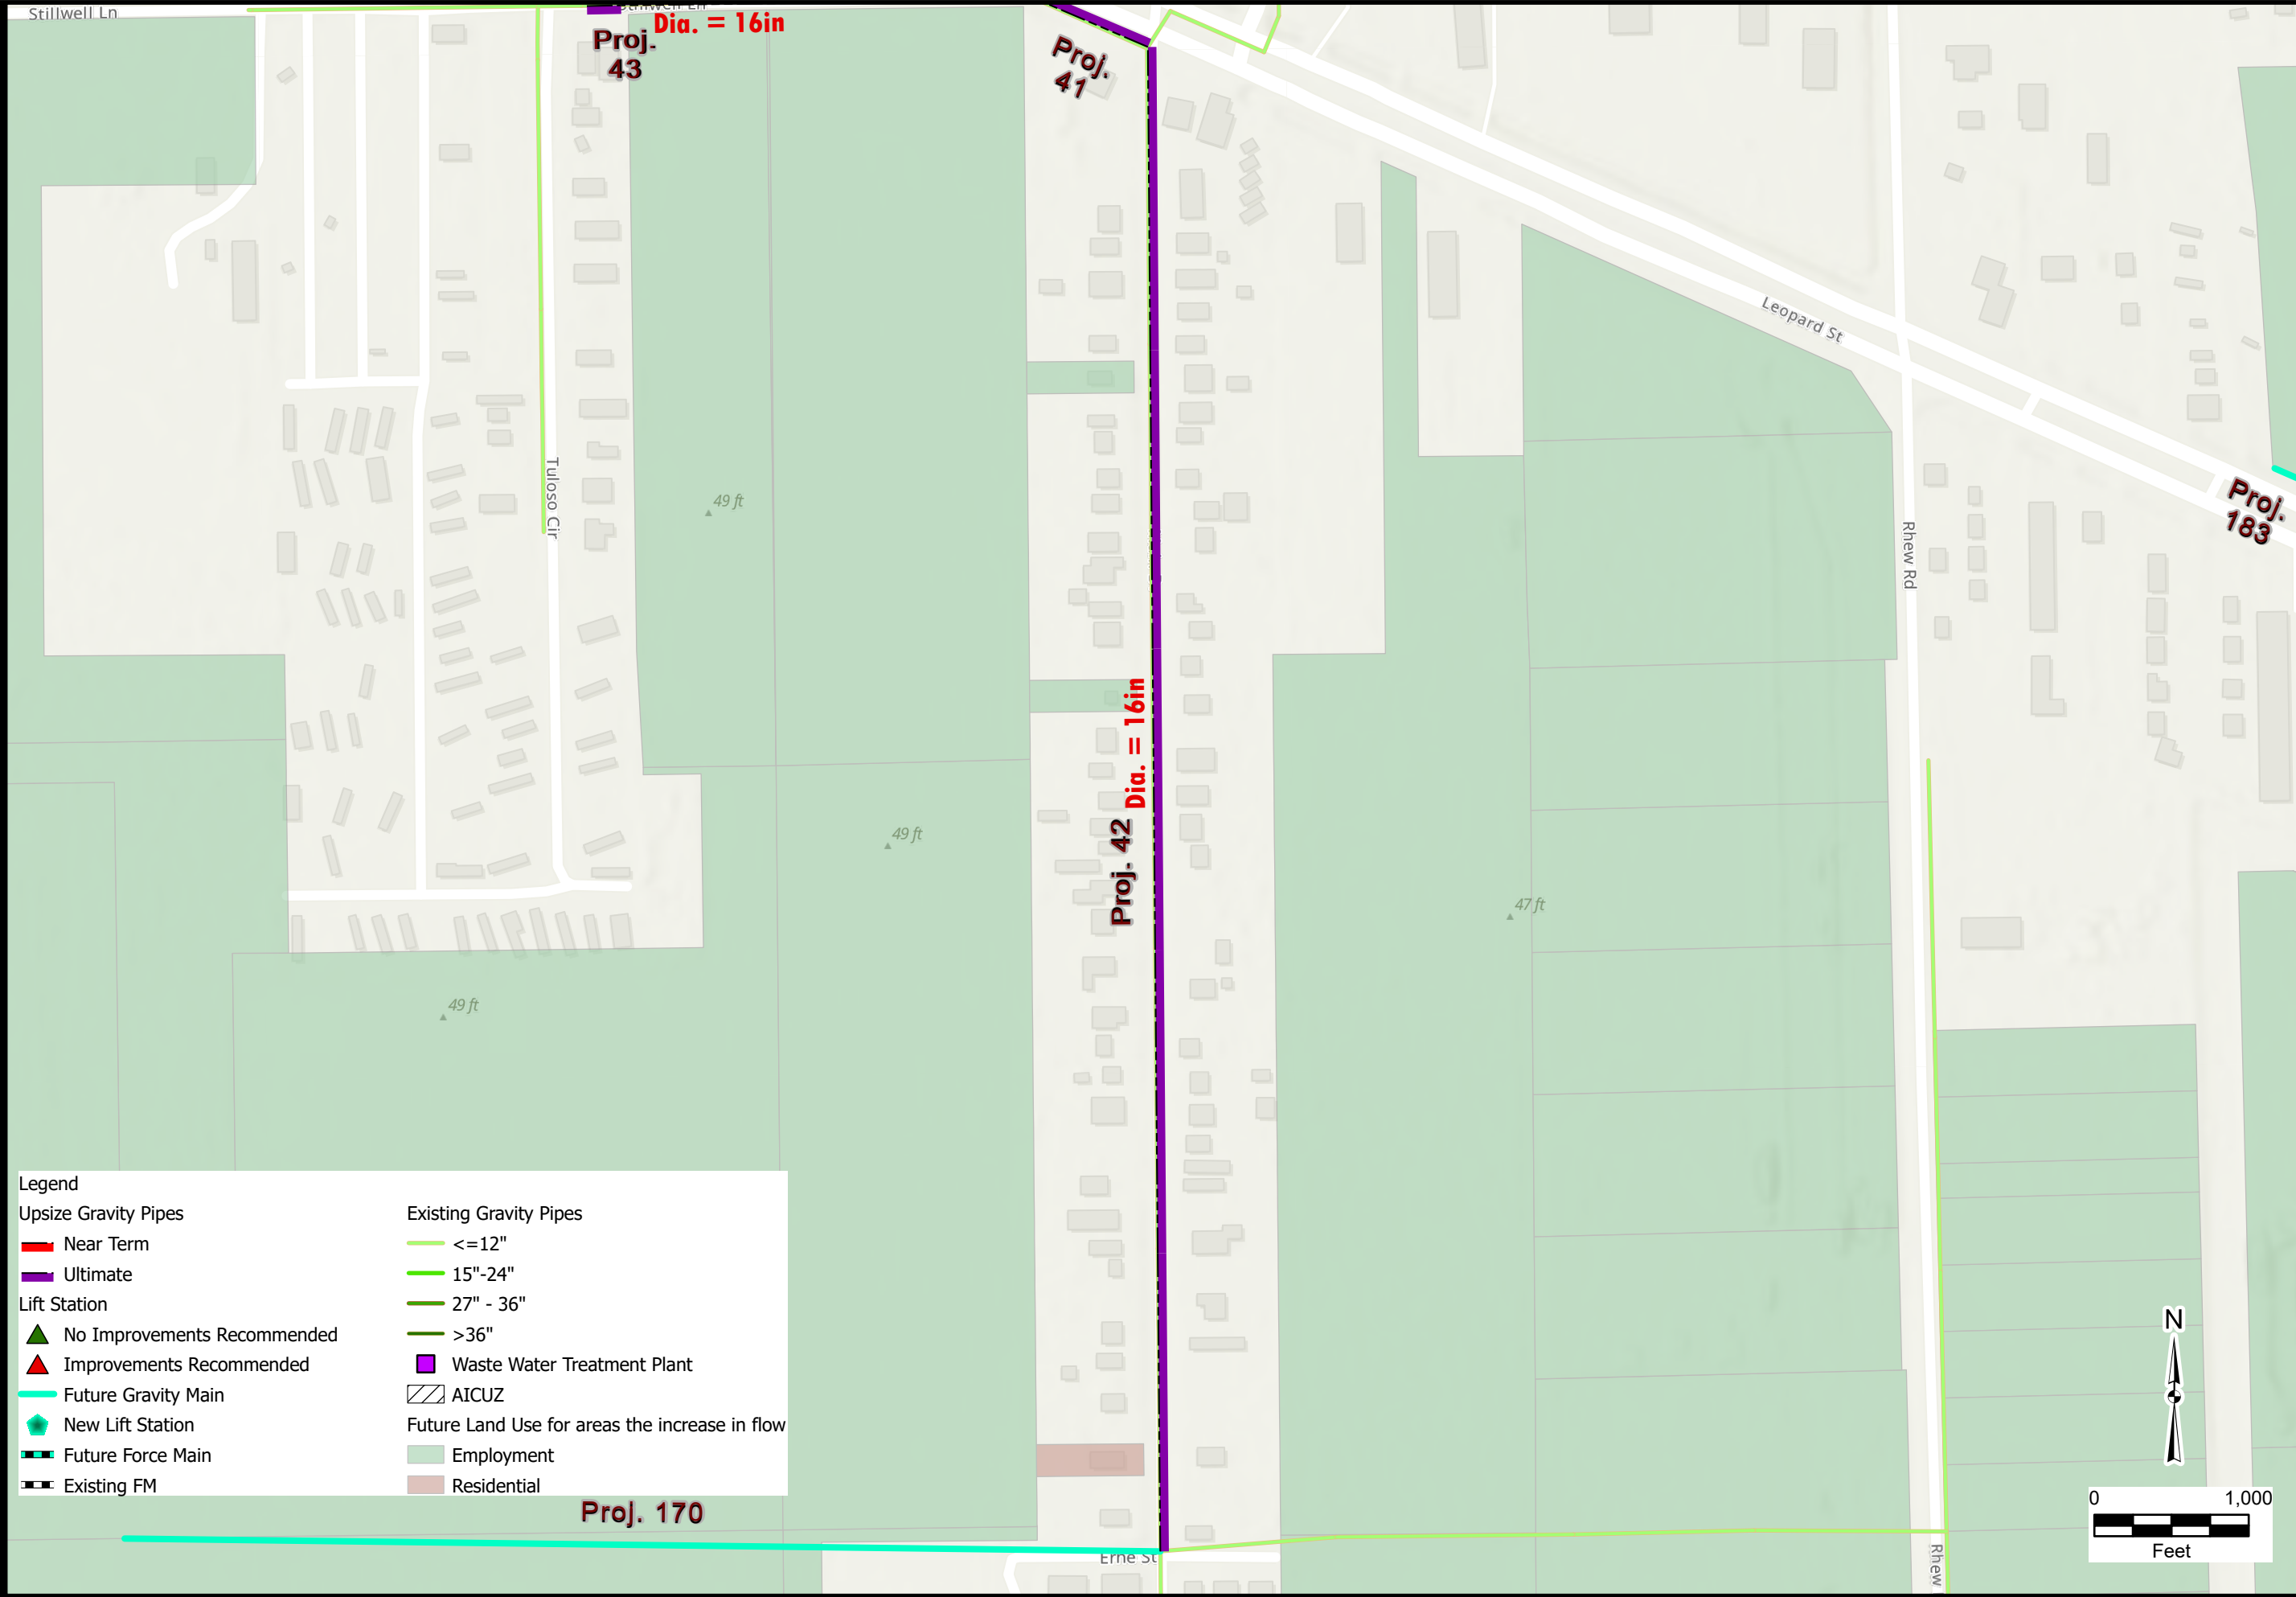 Stillwell Ln
Dia. = 16in
Proj.
43
Proj.
41
Leopard St
Tuloso Cir
49 ft
Proj.
183
Rhew Rd
Dia. = 16in
Proj. 42
49 ft
47 ft
49 ft
Legend
Upsize Gravity Pipes
Near Term
Ultimate
Lift Station
No Improvements Recommended
Improvements Recommended
Future Gravity Main
New Lift Station
Future Force Main
Existing FM
Existing Gravity Pipes
<=12"
15"-24"
27" - 36"
>36"
Waste Water Treatment Plant
AICUZ
Future Land Use for areas the increase in flow
Employment
Residential
N
0 1,000
Feet
Proj. 170
Erne St
Rhew